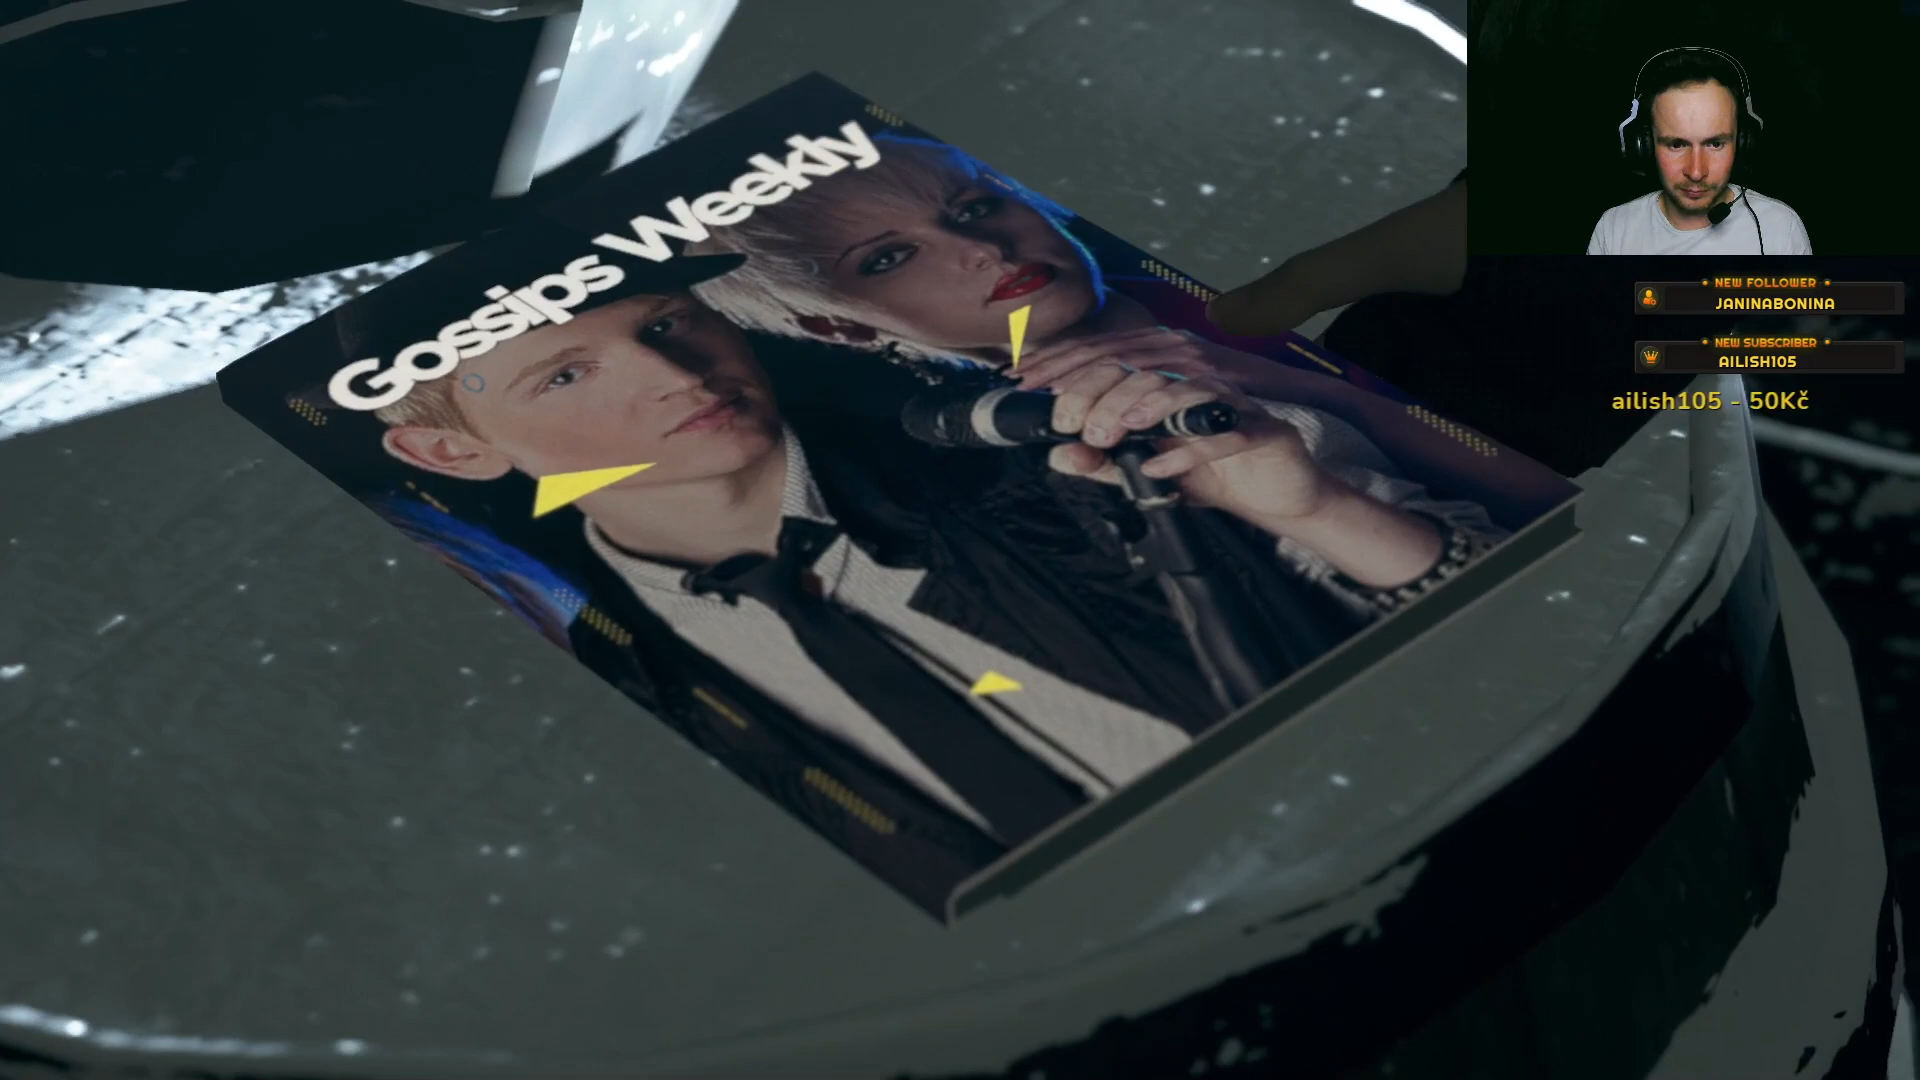 Gossips Weekly
NEW FOLLOWER
JANINABONINA
NEW SUBSCRIBER
AILISH105
ailish105 - 50Kč